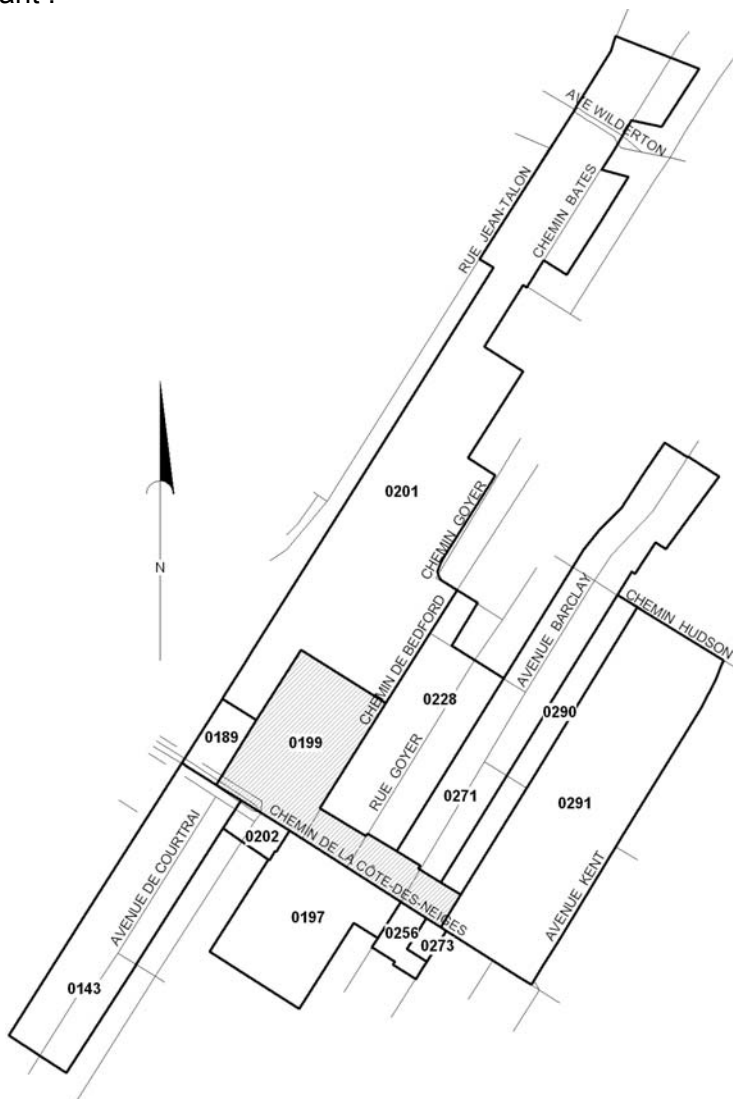 AVE WILDERTON
RUE JEAN-TALON
CHEMIN BATES
0201
CHEMIN GOYER
N
CHEMIN DE BEDFORD
AVENUE BARCLAY
CHEMIN HUDSON
0228
0290
0189
0199
RUE GOYER
0271
0291
AVENUE DE COURTRAI
0202
CHEMIN DE LA CÔTE-DES-NEIGES
AVENUE KENT
0197
0256
0273
0143